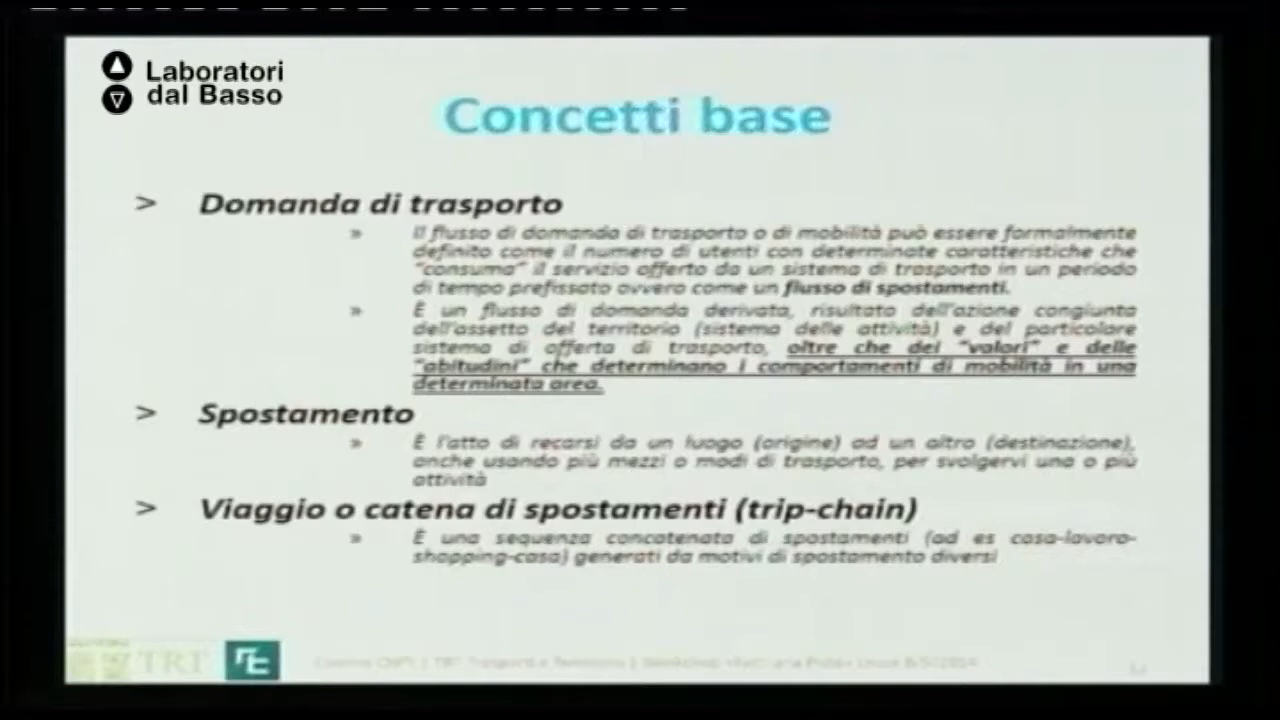 Laboratori
dal Basso
Concetti base
> Domanda di trasporto
» Il flusso di domanda di trasporto o di mobilità può essere formalmente
definito come il numero di utenti con determinate caratteristiche che
"consuma" il servizio offerto da un sistema di trasporto in un periodo
di tempo prefissato ovvero come un flusso di spostamenti.
» È un flusso di domanda derivata, risultato dell'azione congiunta
dell'assetto del territorio (sistema delle attività) e del particolare
sistema di offerta di trasporto, oltre che dei "valori" e delle
"abitudini" che determinano i comportamenti di mobilità in una
determinata area.
> Spostamento
» È l'atto di recarsi da un luogo (origine) ad un altro (destinazione),
anche usando più mezzi o modi di trasporto, per svolgervi una o più
attività
> Viaggio o catena di spostamenti (trip-chain)
» È una sequenza concatenata di spostamenti (ad es casa-lavoro-
shopping-casa) generati da motivi di spostamento diversi
TRT
TRT Trasporti e Territorio